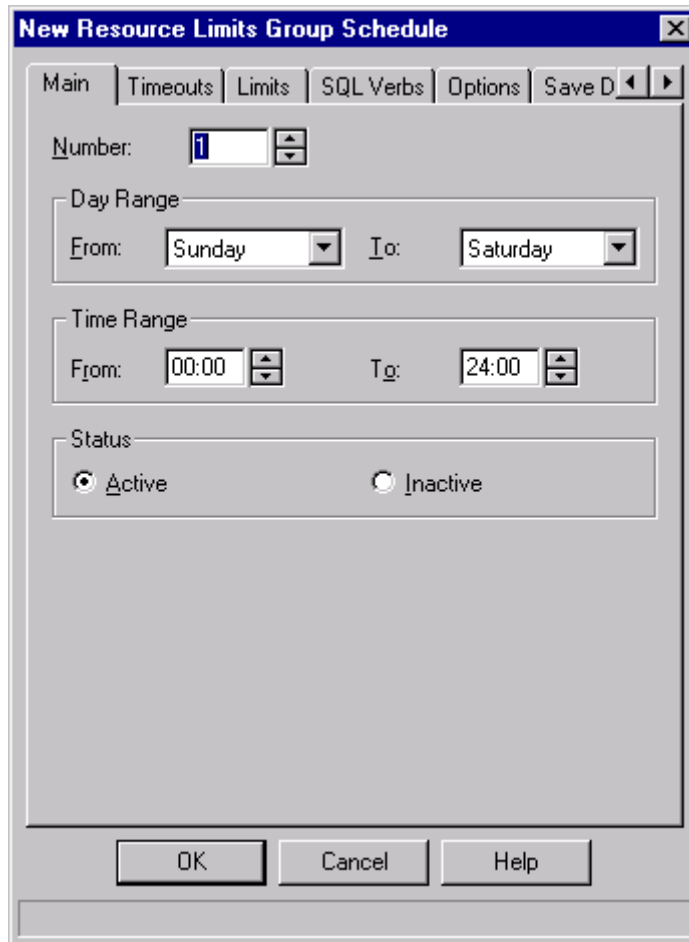 New Resource Limits Group Schedule
Main Timeouts Limits SQL Verbs Options Save D
Number: 1
Day Range
From: Sunday To: Saturday
Time Range
From: 00:00 To: 24:00
Status
Active Inactive
OK Cancel Help